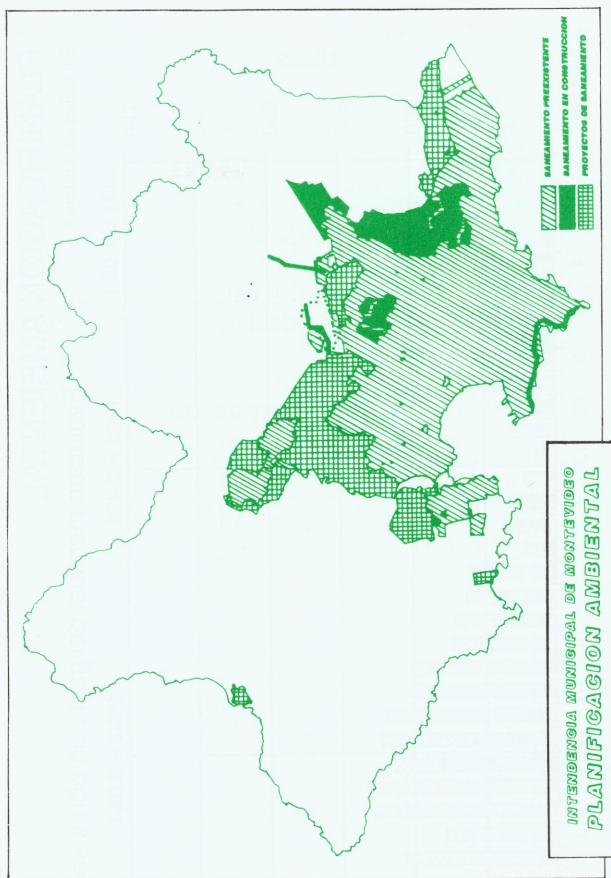 SANEAMIENTO PREEXISTENTE
SANEAMIENTO EN CONSTRUCCION
PROYECTOS DE SANEAMIENTO
INTENDENCIA MUNICIPAL DE MONTEVIDEO
PLANIFICACION AMBIENTAL